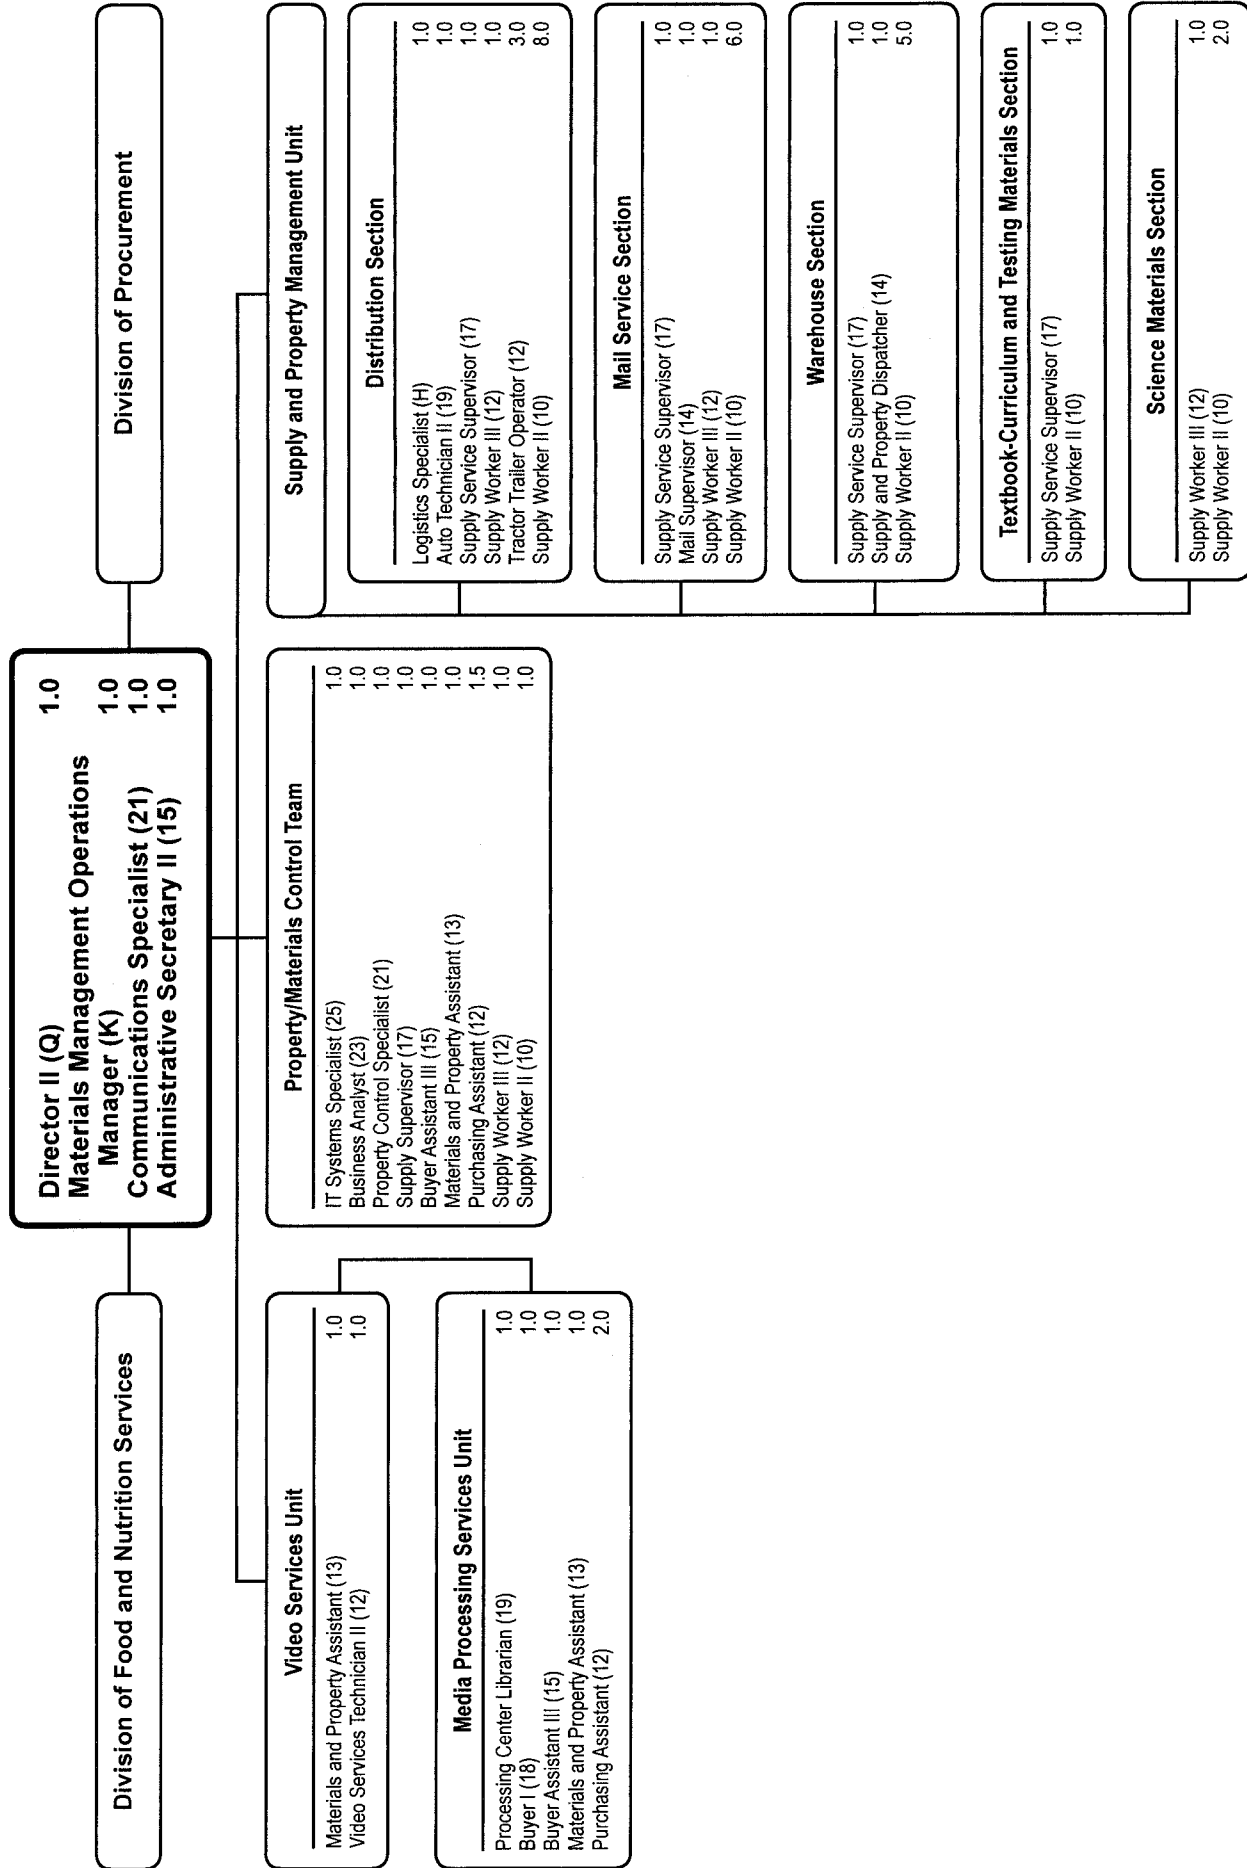 Director II (Q) 1.0
Materials Management Operations
Manager (K) 1.0
Communications Specialist (21) 1.0
Administrative Secretary II (15) 1.0
Division of Food and Nutrition Services
Division of Procurement
Video Services Unit
Materials and Property Assistant (13) 1.0
Video Services Technician II (12) 1.0
Media Processing Services Unit
Processing Center Librarian (19) 1.0
Buyer I (18) 1.0
Buyer Assistant III (15) 1.0
Materials and Property Assistant (13) 1.0
Purchasing Assistant (12) 2.0
Property/Materials Control Team
IT Systems Specialist (25) 1.0
Business Analyst (23) 1.0
Property Control Specialist (21) 1.0
Supply Supervisor (17) 1.0
Buyer Assistant III (15) 1.0
Materials and Property Assistant (13) 1.0
Purchasing Assistant (12) 1.5
Supply Worker III (12) 1.0
Supply Worker II (10) 1.0
Supply and Property Management Unit
Distribution Section
Logistics Specialist (H) 1.0
Auto Technician II (19) 1.0
Supply Service Supervisor (17) 1.0
Supply Worker III (12) 1.0
Tractor Trailer Operator (12) 3.0
Supply Worker II (10) 8.0
Mail Service Section
Supply Service Supervisor (17) 1.0
Mail Supervisor (14) 1.0
Supply Worker III (12) 1.0
Supply Worker II (10) 6.0
Warehouse Section
Supply Service Supervisor (17) 1.0
Supply and Property Dispatcher (14) 1.0
Supply Worker II (10) 5.0
Textbook-Curriculum and Testing Materials Section
Supply Service Supervisor (17) 1.0
Supply Worker II (10) 1.0
Science Materials Section
Supply Worker III (12) 1.0
Supply Worker II (10) 2.0